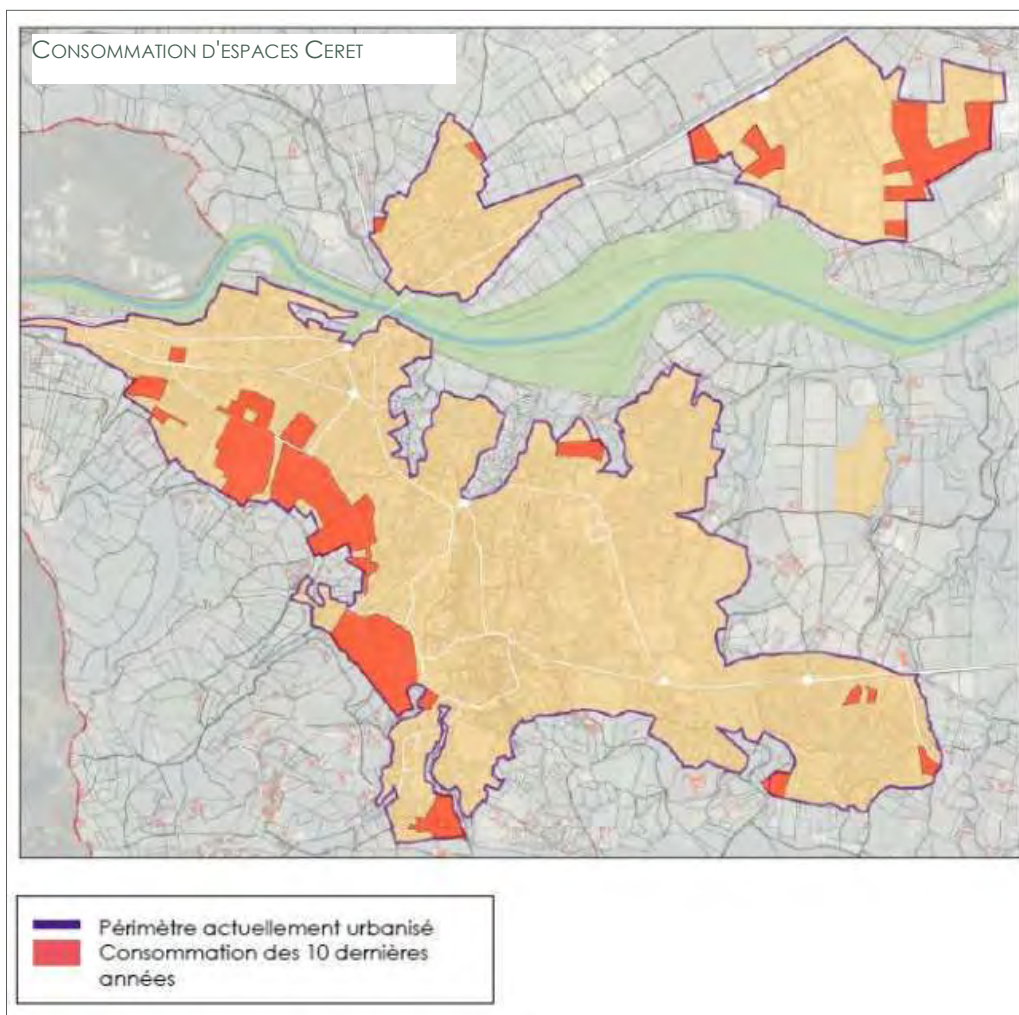 CONSOMMATION D'ESPACES CERET
Périmètre actuellement urbanisé
Consommation des 10 dernières
années